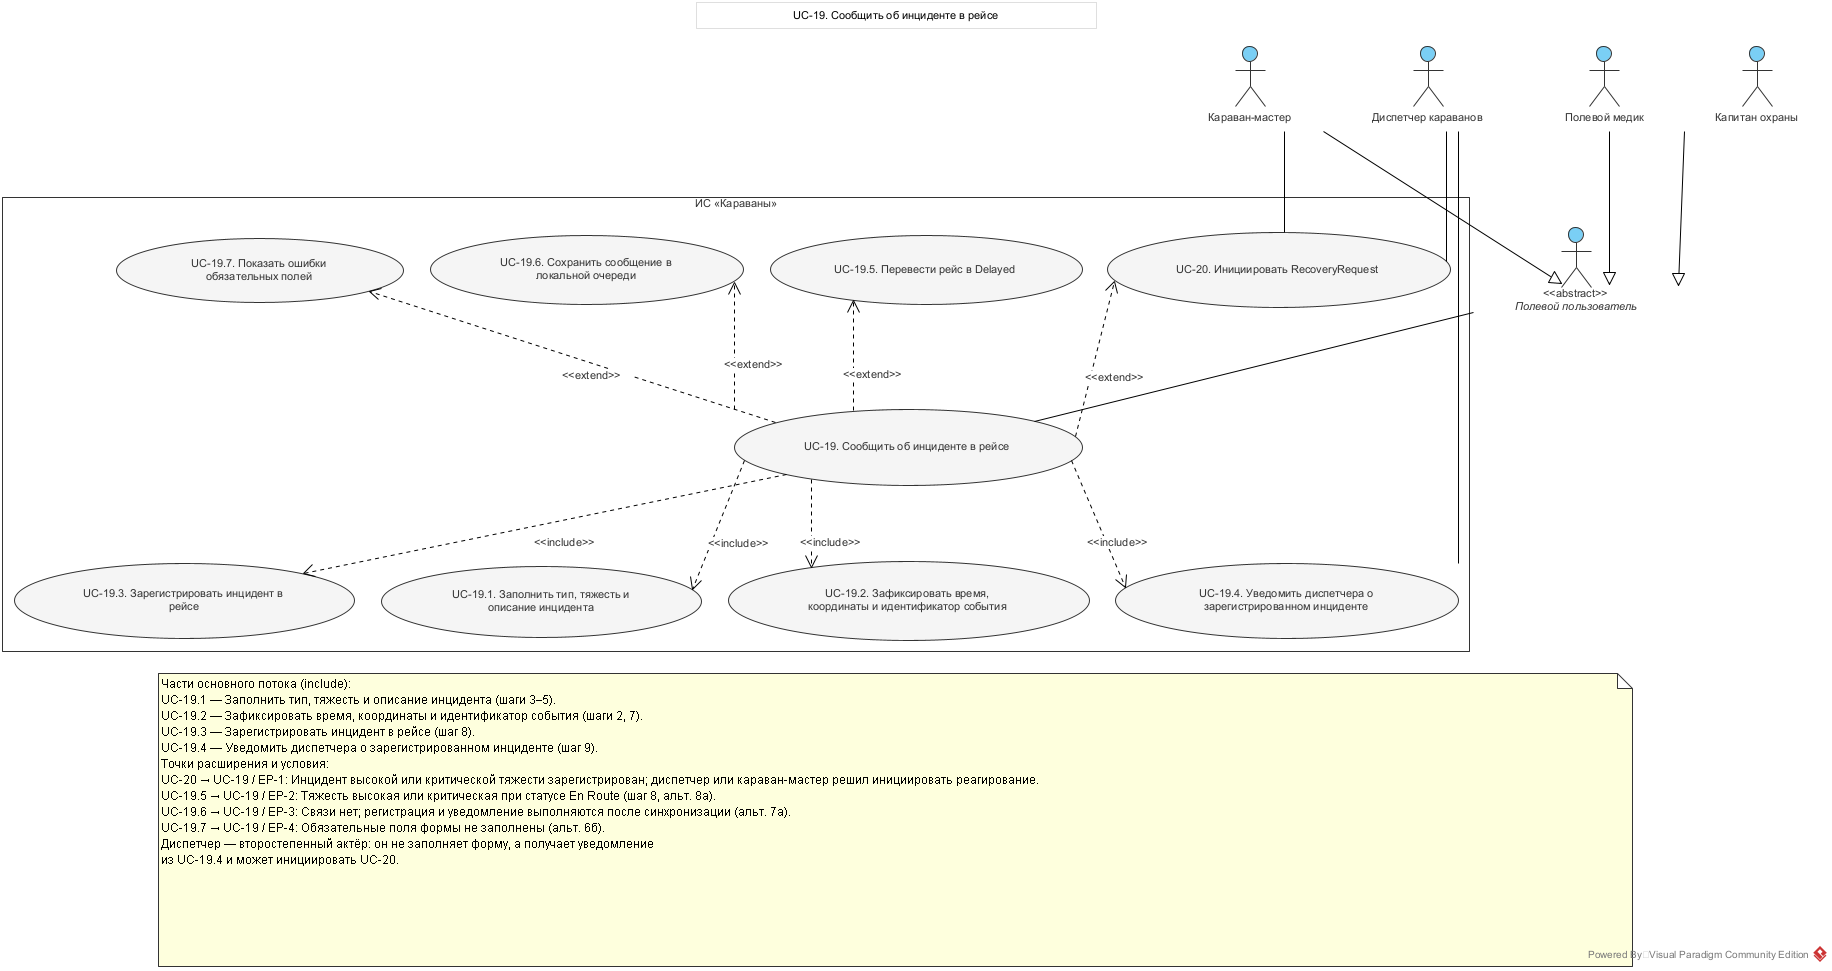 UC-19. Сообщить об инциденте в рейсе
Караван-мастер
Диспетчер караванов
Полевой медик
Капитан охраны
ИС «Караваны»
UC-19.7. Показать ошибки
обязательных полей
UC-19.6. Сохранить сообщение в
локальной очереди
UC-19.5. Перевести рейс в Delayed
UC-20. Инициировать RecoveryRequest
<<abstract>>
Полевой пользователь
<<extend>>
<<extend>>
<<extend>>
<<extend>>
UC-19. Сообщить об инциденте в рейсе
<<include>>
<<include>>
<<include>>
<<include>>
UC-19.3. Зарегистрировать инцидент в
рейсе
UC-19.1. Заполнить тип, тяжесть и
описание инцидента
UC-19.2. Зафиксировать время,
координаты и идентификатор события
UC-19.4. Уведомить диспетчера о
зарегистрированном инциденте
Части основного потока (include):
UC-19.1 — Заполнить тип, тяжесть и описание инцидента (шаги 3–5).
UC-19.2 — Зафиксировать время, координаты и идентификатор события (шаги 2, 7).
UC-19.3 — Зарегистрировать инцидент в рейсе (шаг 8).
UC-19.4 — Уведомить диспетчера о зарегистрированном инциденте (шаг 9).
Точки расширения и условия:
UC-20 → UC-19 / EP-1: Инцидент высокой или критической тяжести зарегистрирован; диспетчер или караван-мастер решил инициировать реагирование.
UC-19.5 → UC-19 / EP-2: Тяжесть высокая или критическая при статусе En Route (шаг 8, альт. 8а).
UC-19.6 → UC-19 / EP-3: Связи нет; регистрация и уведомление выполняются после синхронизации (альт. 7а).
UC-19.7 → UC-19 / EP-4: Обязательные поля формы не заполнены (альт. 6б).
Диспетчер — второстепенный актёр: он не заполняет форму, а получает уведомление
из UC-19.4 и может инициировать UC-20.
Powered By Visual Paradigm Community Edition